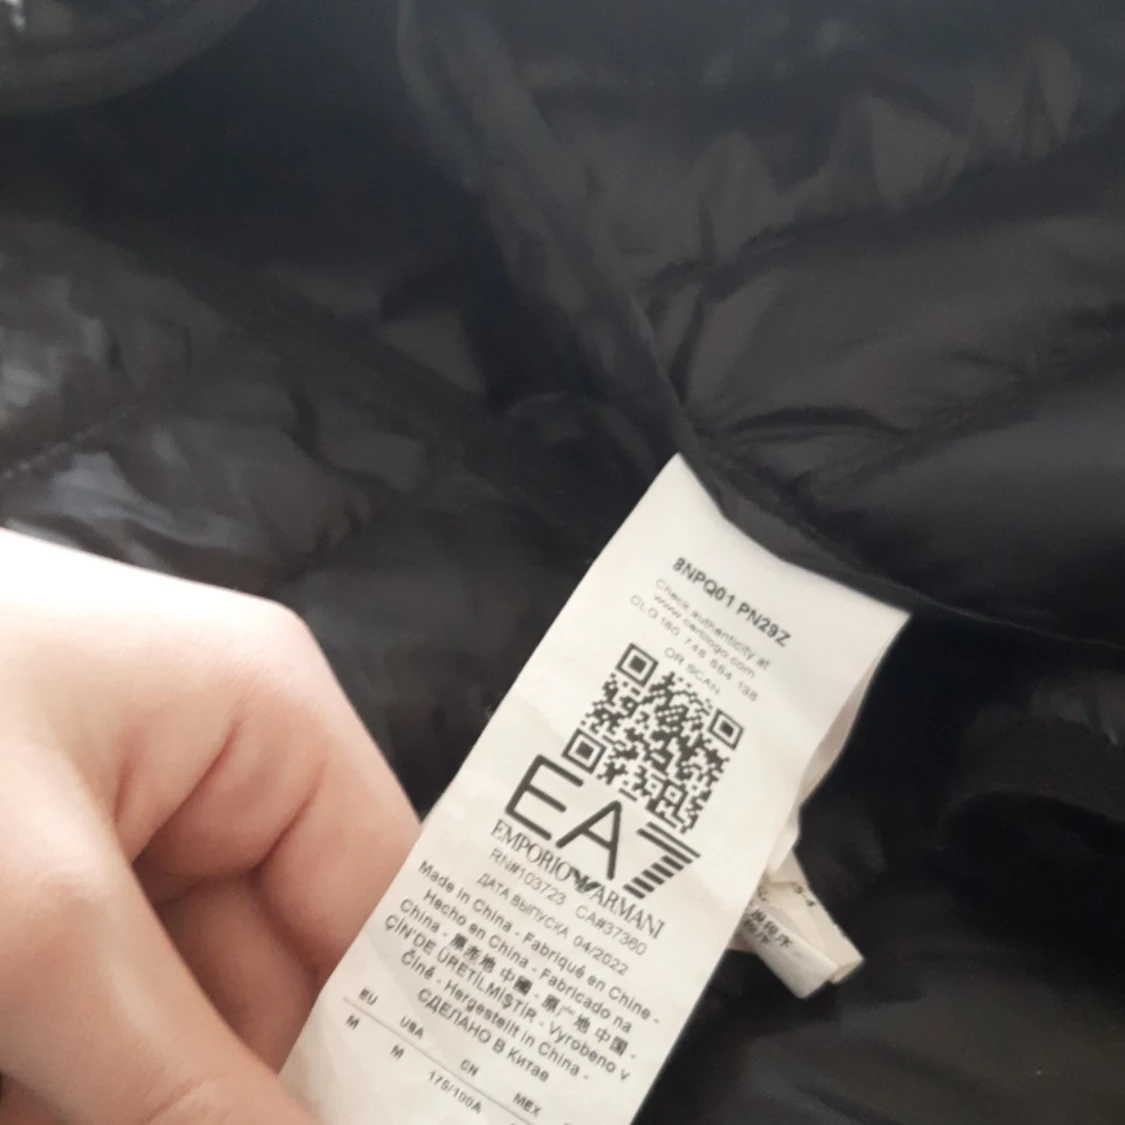 8NPQ01 PN29Z
Check authenticity at
www.certilogo.com
CLG 180 748 664 138
OR SCAN
EA7
EMPORIO ARMANI
RN#103723 CA#37360
ДАТА ВЫПУСКА 04/2022
Made in China - Fabriqué en Chine -
Hecho en China - Fabricado na
China - 原產地 中國 - 原产地 中国 -
ÇİN'DE ÜRETİLMİŞTİR - Vyrobeno v
Číně - Hergestellt in China -
СДЕЛАНО В Китае
EU USA CN MEX
M M 175/100A